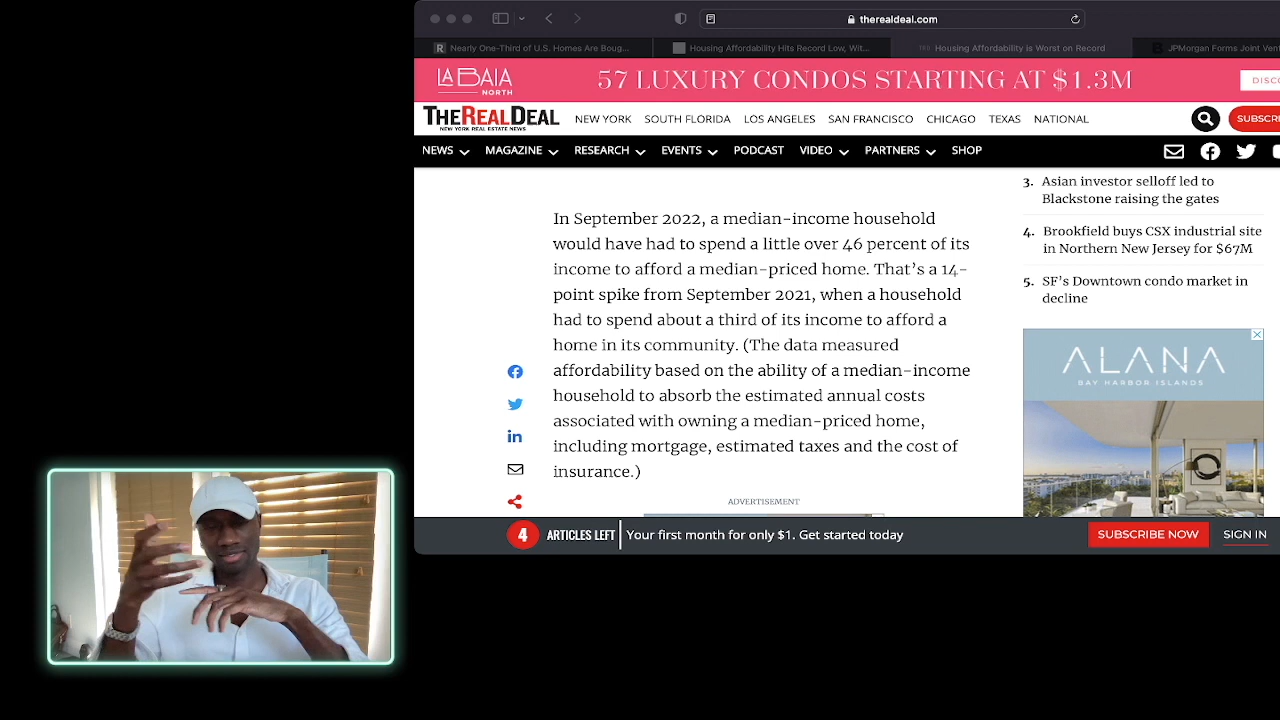 therealdeal.com
Nearly One-Third of U.S. Homes Are Boug...
Housing Affordability Hits Record Low, Wit...
Housing Affordability is Worst on Record
JPMorgan Forms Joint Vent
LA BAIA
NORTH
57 LUXURY CONDOS STARTING AT $1.3M
DISC
THEREALDEAL
NEW YORK REAL ESTATE NEWS
NEW YORK SOUTH FLORIDA LOS ANGELES SAN FRANCISCO CHICAGO TEXAS NATIONAL
SUBSCRI
NEWS MAGAZINE RESEARCH EVENTS PODCAST VIDEO PARTNERS SHOP
In September 2022, a median-income household
would have had to spend a little over 46 percent of its
income to afford a median-priced home. That's a 14-
point spike from September 2021, when a household
had to spend about a third of its income to afford a
home in its community. (The data measured
affordability based on the ability of a median-income
household to absorb the estimated annual costs
associated with owning a median-priced home,
including mortgage, estimated taxes and the cost of
insurance.)
ADVERTISEMENT
3. Asian investor selloff led to
Blackstone raising the gates
4. Brookfield buys CSX industrial site
in Northern New Jersey for $67M
5. SF's Downtown condo market in
decline
ALANA
BAY HARBOR ISLANDS
4 ARTICLES LEFT Your first month for only $1. Get started today
SUBSCRIBE NOW SIGN IN